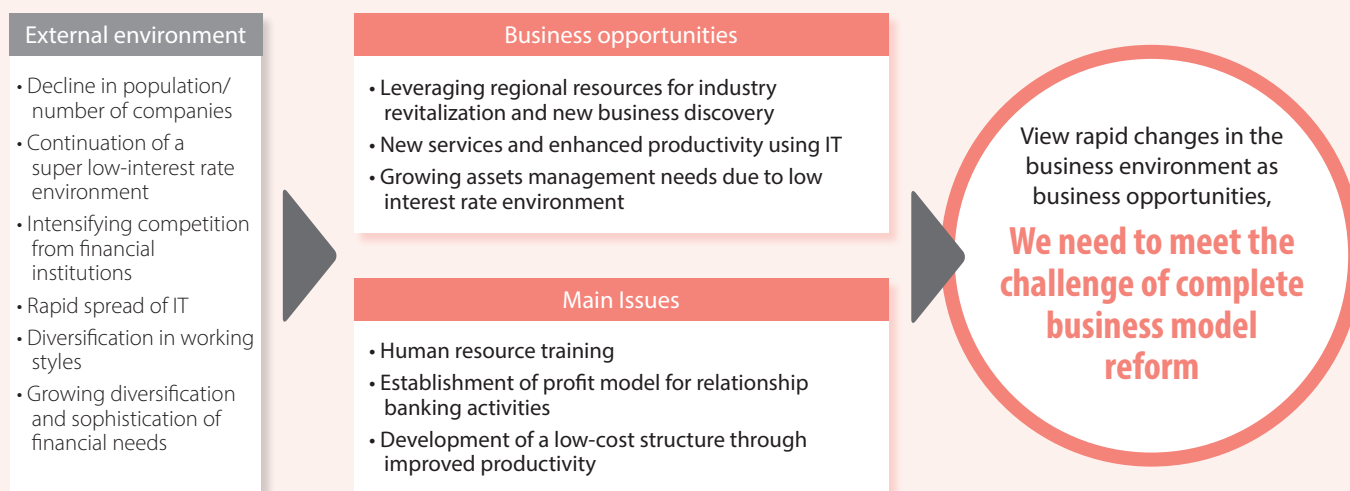 External environment
• Decline in population/
number of companies
• Continuation of a
super low-interest rate
environment
• Intensifying competition
from financial
institutions
• Rapid spread of IT
• Diversification in working
styles
• Growing diversification
and sophistication of
financial needs
Business opportunities
• Leveraging regional resources for industry
revitalization and new business discovery
• New services and enhanced productivity using IT
• Growing assets management needs due to low
interest rate environment
Main Issues
• Human resource training
• Establishment of profit model for relationship
banking activities
• Development of a low-cost structure through
improved productivity
View rapid changes in the
business environment as
business opportunities,
We need to meet the
challenge of complete
business model
reform